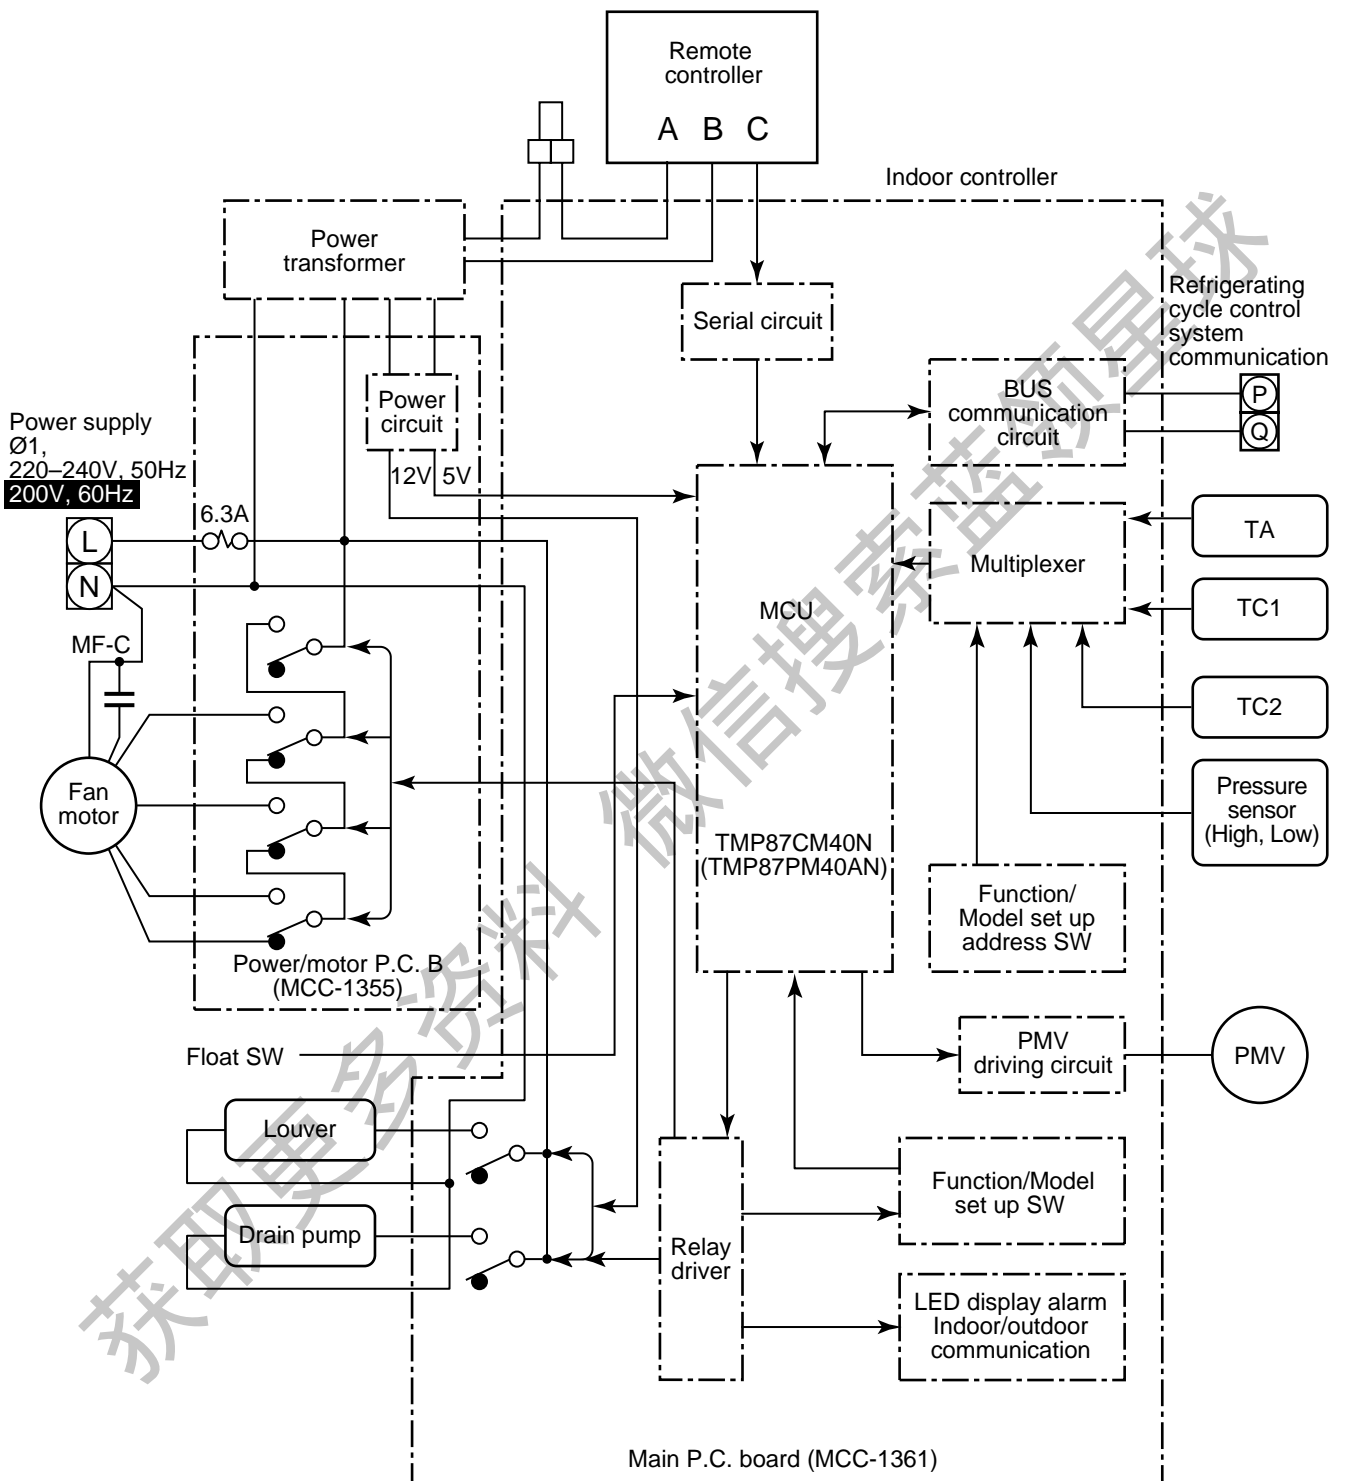 Remote
controller
A B C
Indoor controller
Power
transformer
Serial circuit
Refrigerating
cycle control
system
communication
BUS
communication
circuit
P
Q
Power
circuit
Power supply
Ø1,
220–240V, 50Hz
200V, 60Hz
12V 5V
6.3A
L
N
MF-C
Multiplexer
TA
TC1
TC2
MCU
Pressure
sensor
(High, Low)
Fan
motor
TMP87CM40N
(TMP87PM40AN)
Function/
Model set up
address SW
Power/motor P.C. B
(MCC-1355)
Float SW
PMV
driving circuit
PMV
Louver
Function/Model
set up SW
Drain pump
Relay
driver
LED display alarm
Indoor/outdoor
communication
Main P.C. board (MCC-1361)
获取更多资料 微信搜索蓝领星球